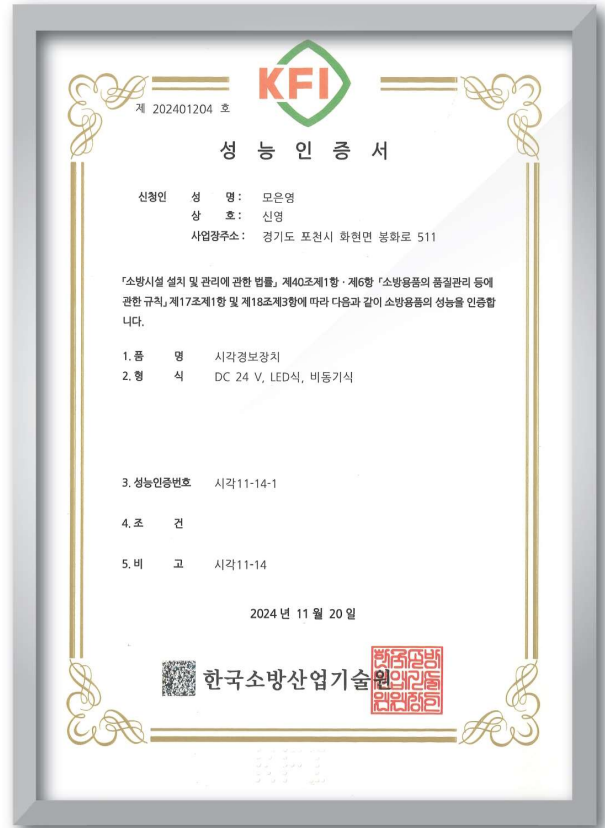 KFI
제 202401204 호
성 능 인 증 서
신청인 성 명 : 모은영
상 호 : 신영
사업장주소 : 경기도 포천시 화현면 봉화로 511
「소방시설 설치 및 관리에 관한 법률」 제40조제1항 · 제6항 「소방용품의 품질관리 등에
관한 규칙」 제17조제1항 및 제18조제3항에 따라 다음과 같이 소방용품의 성능을 인증합
니다.
1. 품 명 시각경보장치
2. 형 식 DC 24 V, LED식, 비동기식
3. 성능인증번호 시각11-14-1
4. 조 건
5. 비 고 시각11-14
2024 년 11 월 20 일
한국소방산업기술원
KFI